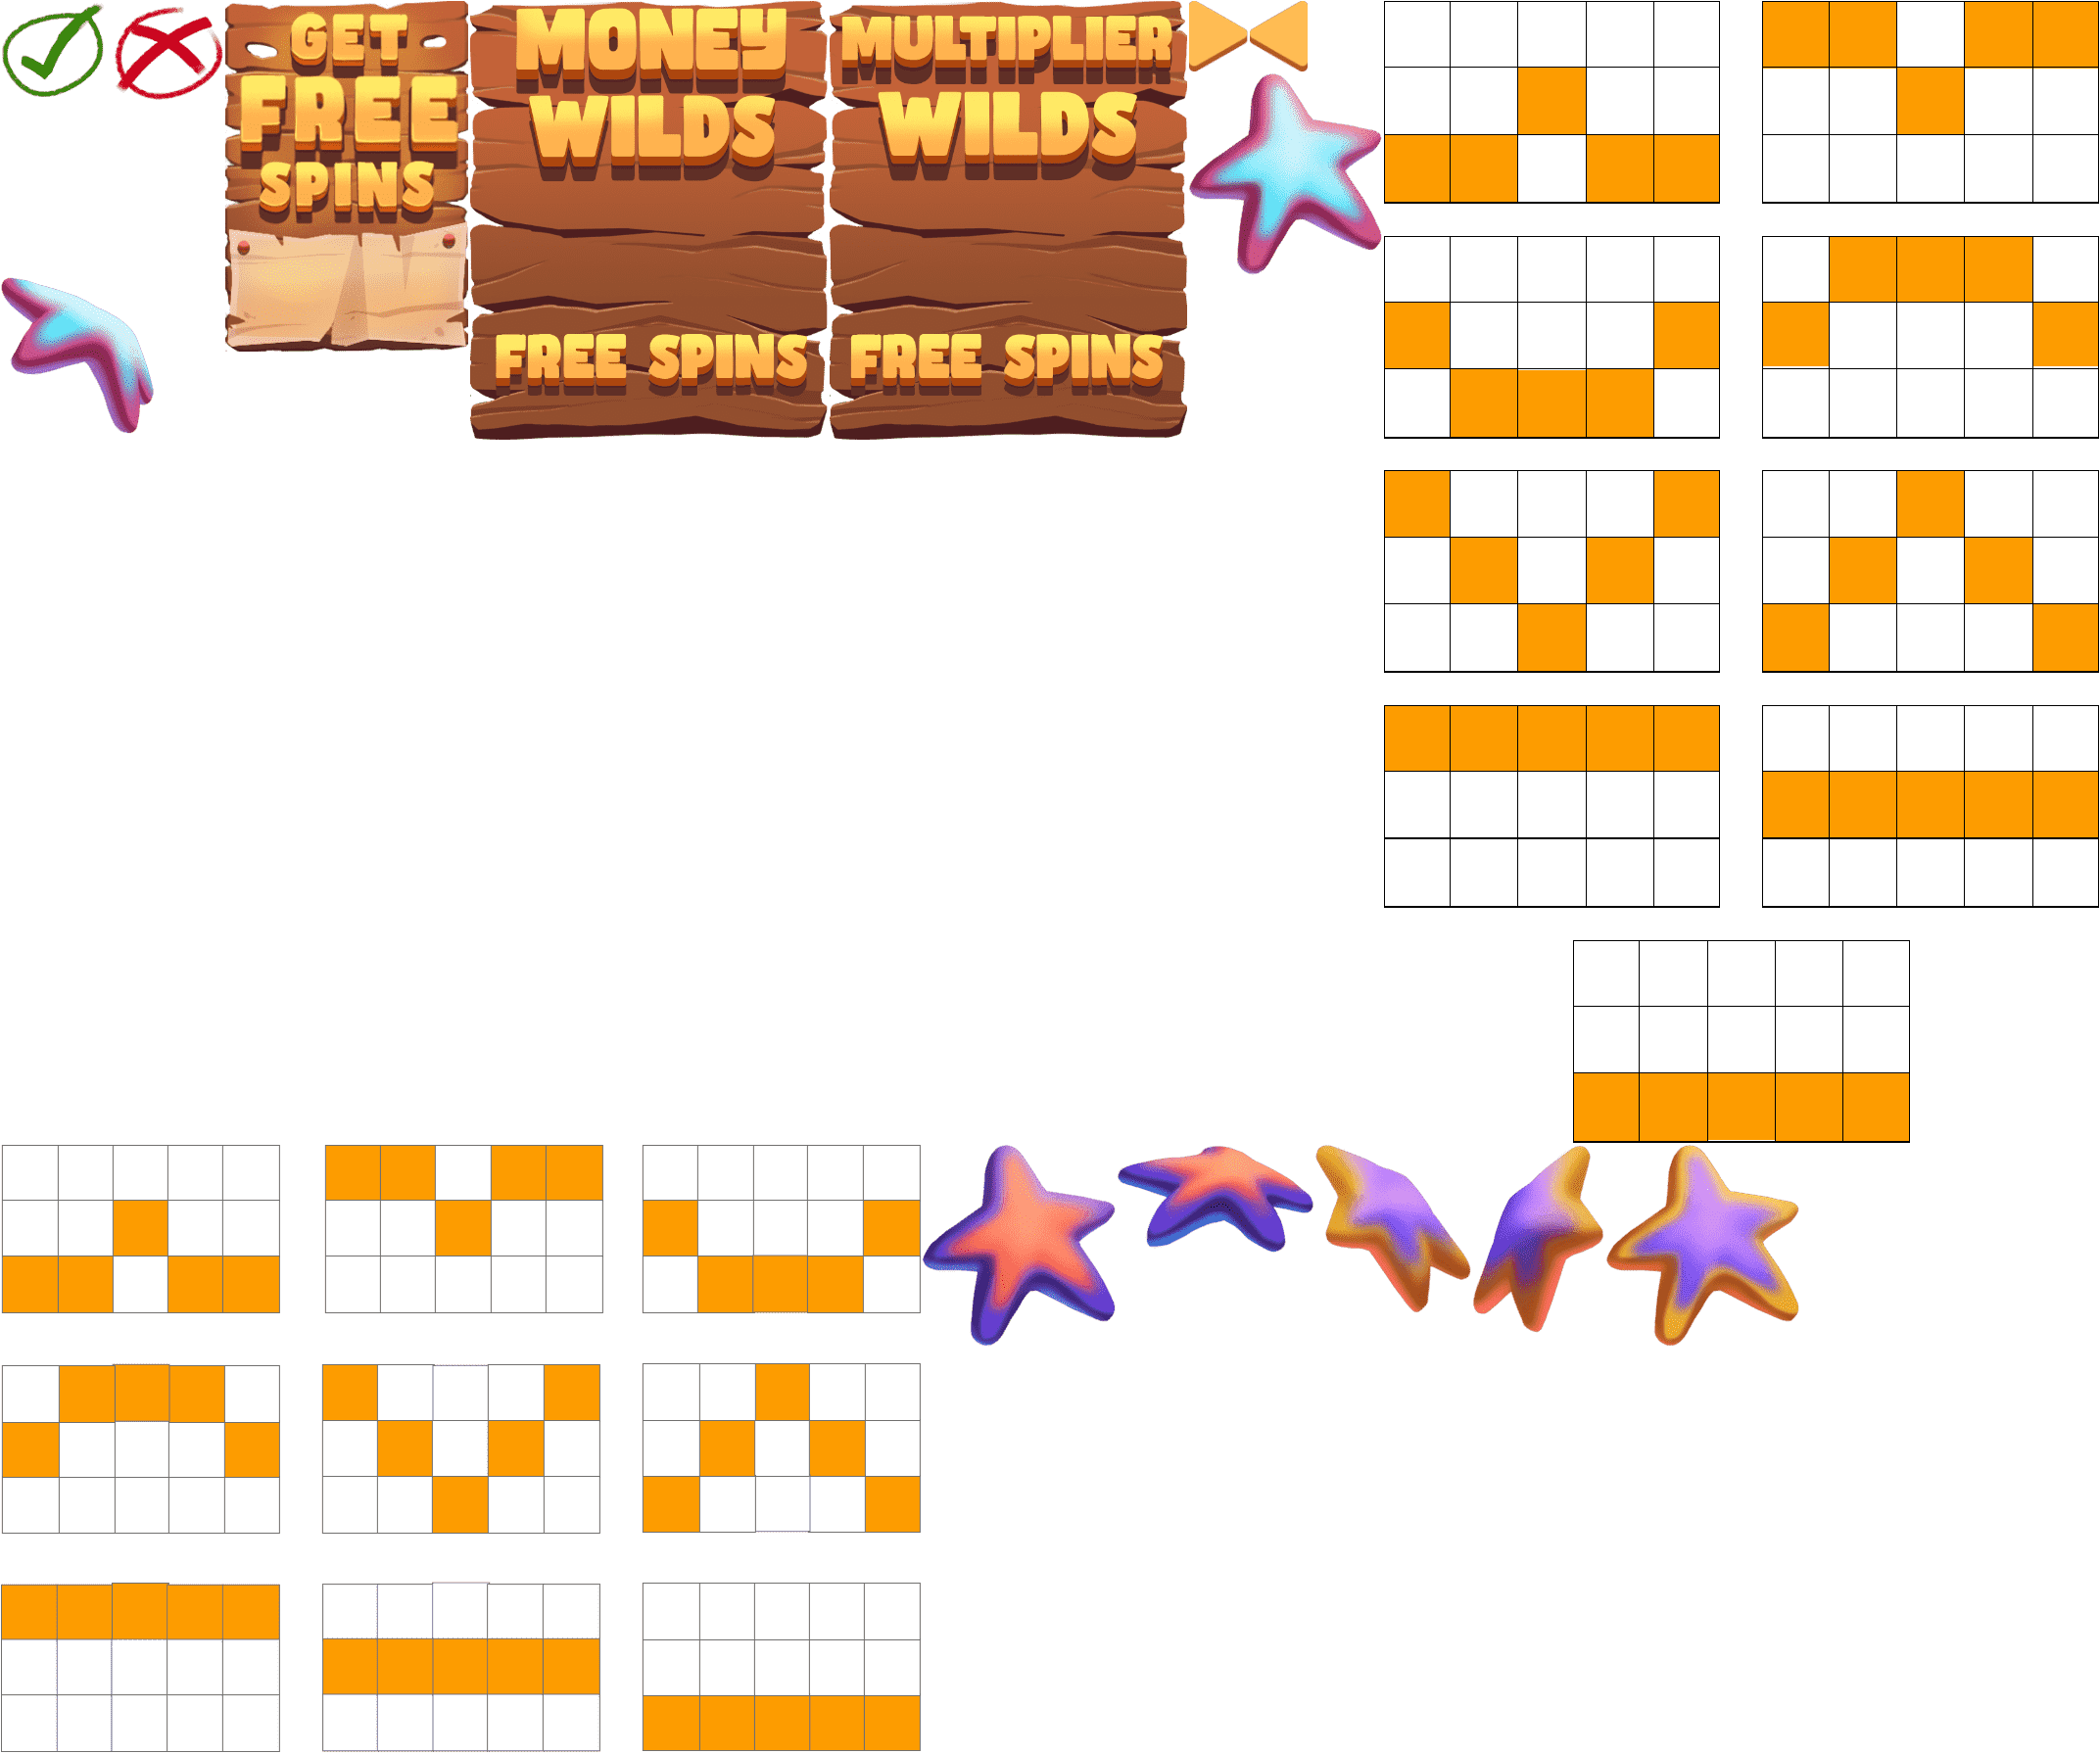 GET
FREE
SPINS
MONEY
WILDS
FREE SPINS
MULTIPLIER
WILDS
FREE SPINS